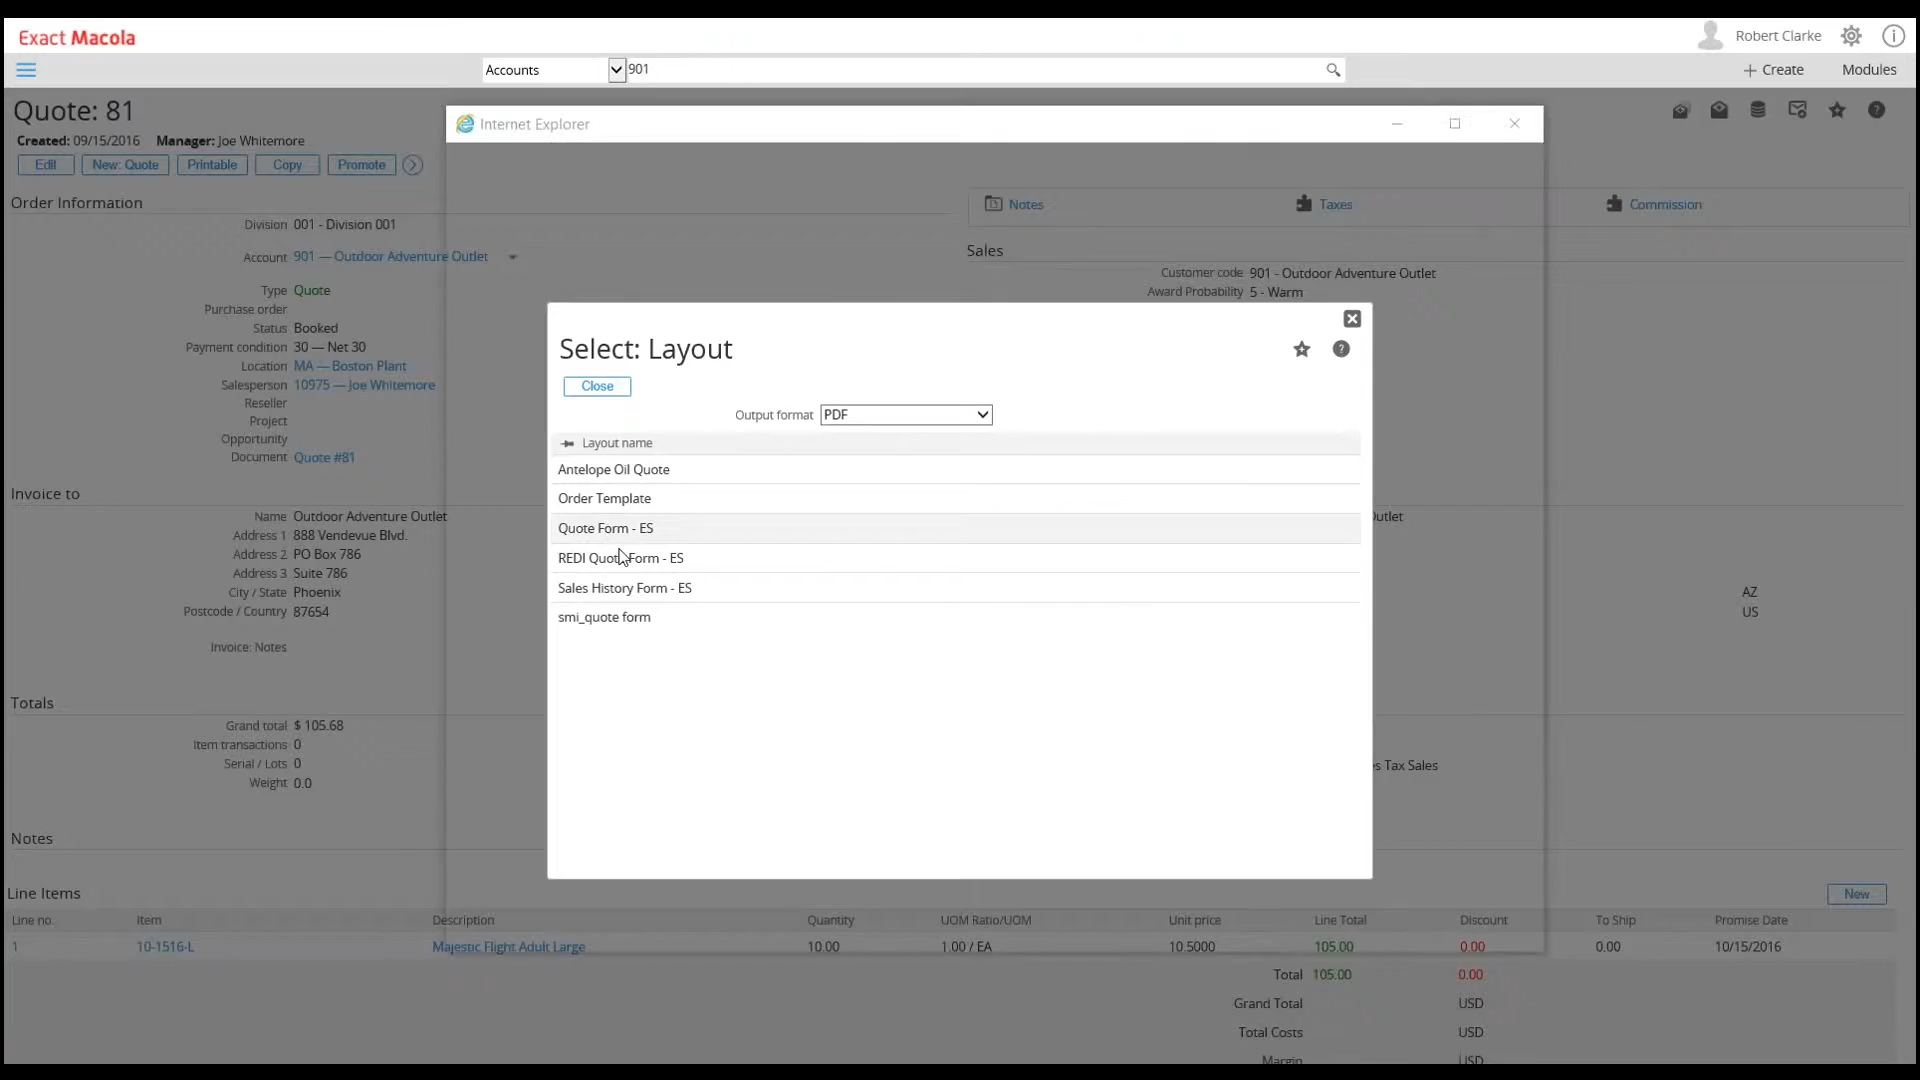 Exact Macola
Robert Clarke
Accounts
901
Create
Modules
Quote: 81
Created: 09/15/2016 Manager: Joe Whitemore
Edit
New: Quote
Printable
Copy
Promote
Internet Explorer
Order Information
Division 001 - Division 001
Account 901 — Outdoor Adventure Outlet
Type Quote
Purchase order
Status Booked
Payment condition 30 — Net 30
Location MA — Boston Plant
Salesperson 10975 — Joe Whitemore
Reseller
Project
Opportunity
Document Quote #81
Notes
Taxes
Commission
Sales
Customer code 901 - Outdoor Adventure Outlet
Award Probability 5 - Warm
Select: Layout
Close
Output format PDF
Layout name
Antelope Oil Quote
Order Template
Quote Form - ES
REDI Quote Form - ES
Sales History Form - ES
smi_quote form
Invoice to
Name Outdoor Adventure Outlet
Address 1 888 Vendevue Blvd.
Address 2 PO Box 786
Address 3 Suite 786
City / State Phoenix
Postcode / Country 87654
Invoice: Notes
AZ
US
Totals
Grand total $ 105.68
Item transactions 0
Serial / Lots 0
Weight 0.0
Tax Sales
Notes
Line Items
New
Line no. Item Description Quantity UOM Ratio/UOM Unit price Line Total Discount To Ship Promise Date
1 10-1516-L Majestic Flight Adult Large 10.00 1.00 / EA 10.5000 105.00 0.00 0.00 10/15/2016
Total 105.00 0.00
Grand Total USD
Total Costs USD
Margin USD